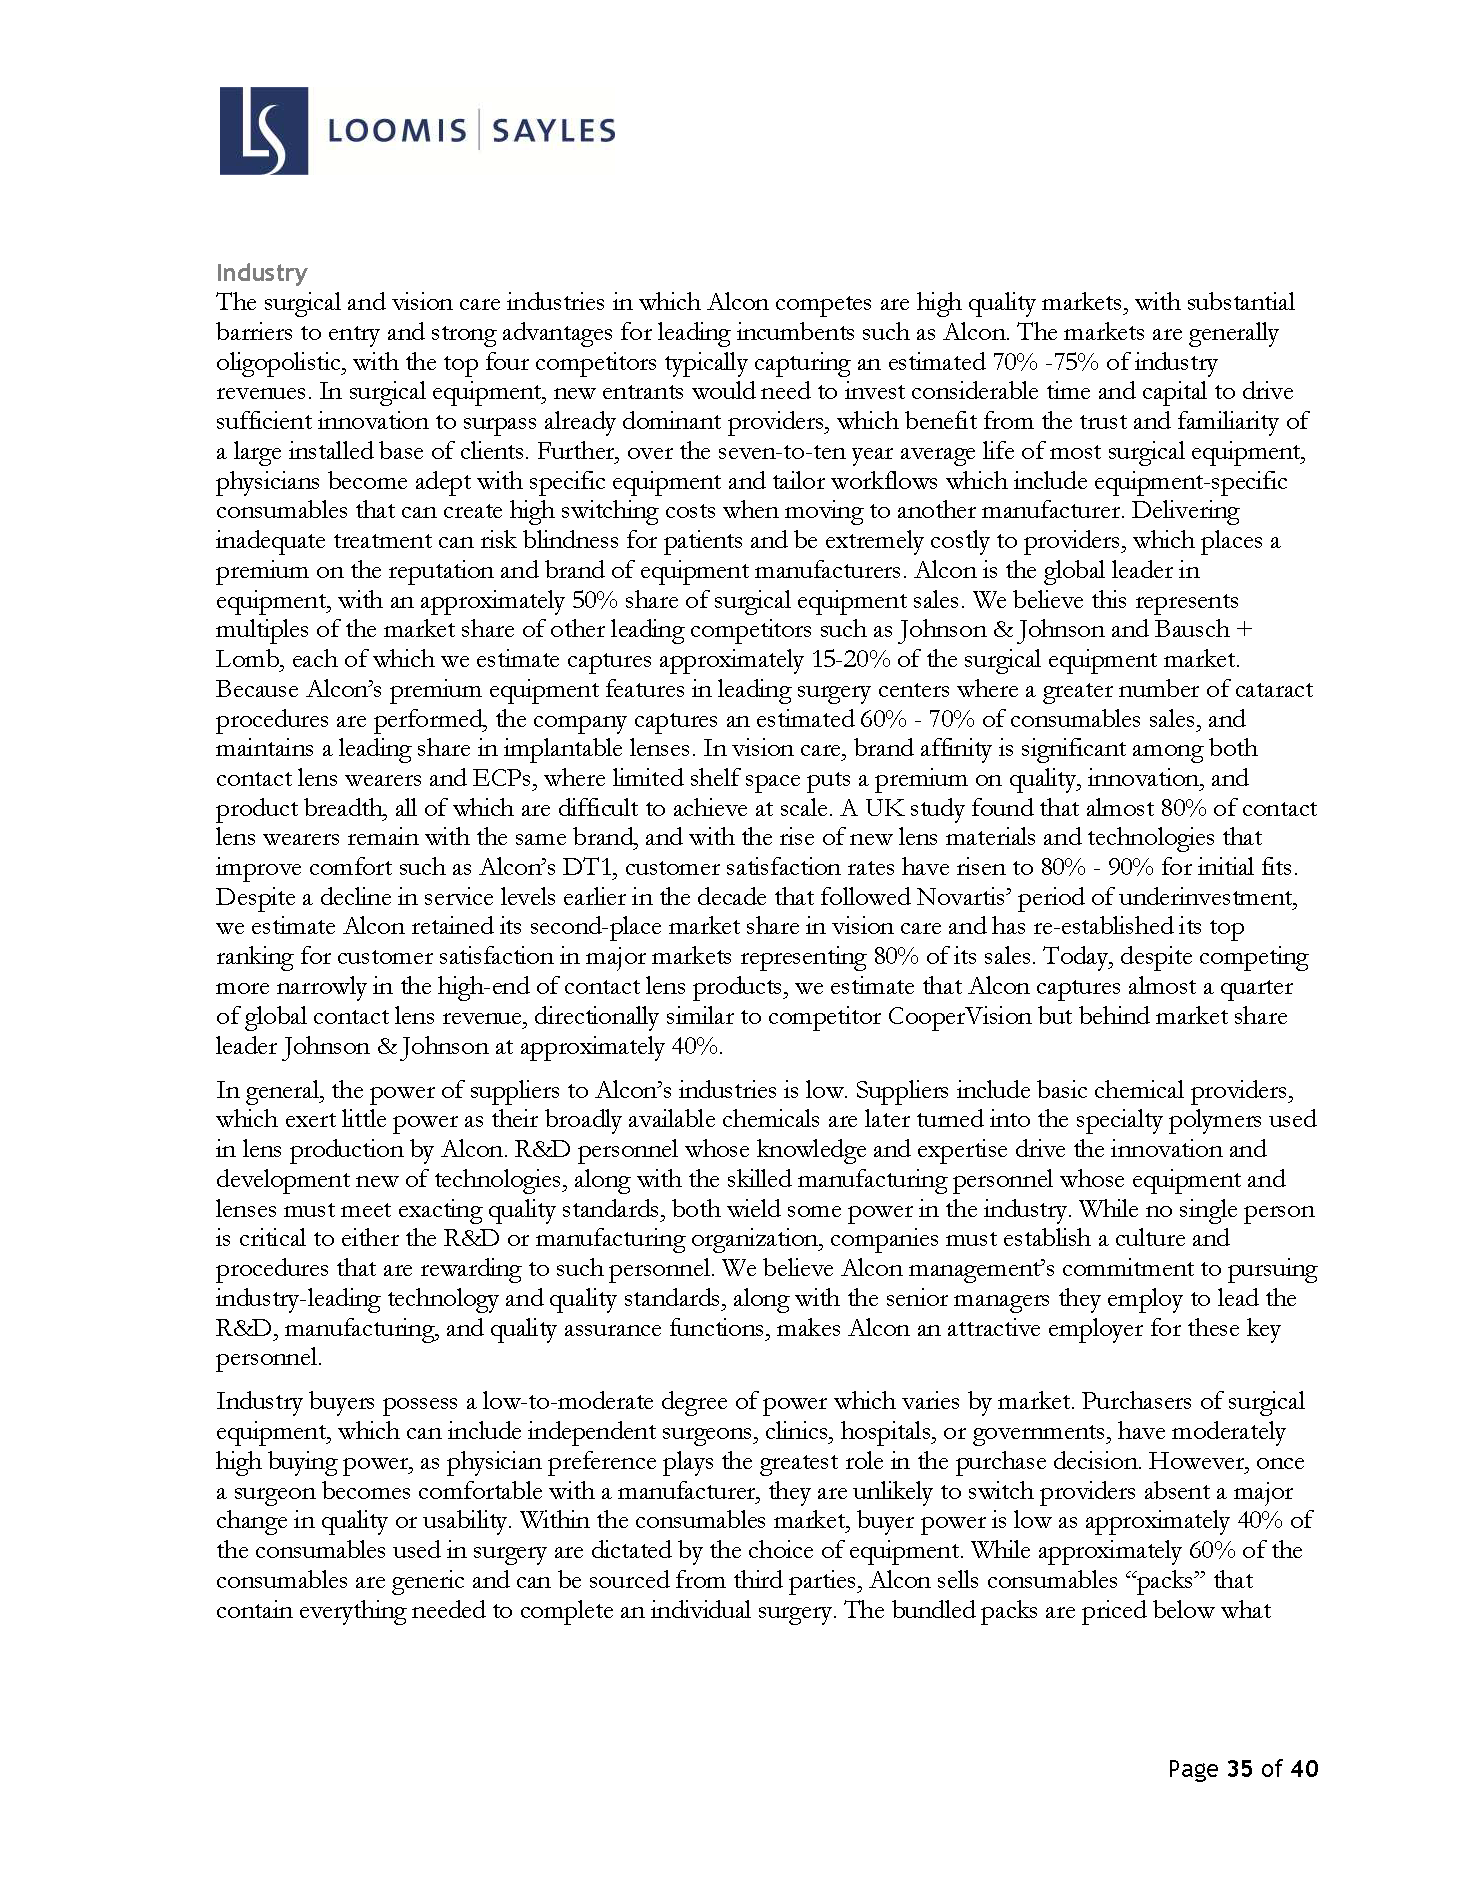 LS LOOMIS | SAYLES
Industry
The surgical and vision care industries in which Alcon competes are high quality markets, with substantial
barriers to entry and strong advantages for leading incumbents such as Alcon. The markets are generally
oligopolistic, with the top four competitors typically capturing an estimated 70% -75% of industry
revenues. In surgical equipment, new entrants would need to invest considerable time and capital to drive
sufficient innovation to surpass already dominant providers, which benefit from the trust and familiarity of
a large installed base of clients. Further, over the seven-to-ten year average life of most surgical equipment,
physicians become adept with specific equipment and tailor workflows which include equipment-specific
consumables that can create high switching costs when moving to another manufacturer. Delivering
inadequate treatment can risk blindness for patients and be extremely costly to providers, which places a
premium on the reputation and brand of equipment manufacturers. Alcon is the global leader in
equipment, with an approximately 50% share of surgical equipment sales. We believe this represents
multiples of the market share of other leading competitors such as Johnson & Johnson and Bausch +
Lomb, each of which we estimate captures approximately 15-20% of the surgical equipment market.
Because Alcon’s premium equipment features in leading surgery centers where a greater number of cataract
procedures are performed, the company captures an estimated 60% - 70% of consumables sales, and
maintains a leading share in implantable lenses. In vision care, brand affinity is significant among both
contact lens wearers and ECPs, where limited shelf space puts a premium on quality, innovation, and
product breadth, all of which are difficult to achieve at scale. A UK study found that almost 80% of contact
lens wearers remain with the same brand, and with the rise of new lens materials and technologies that
improve comfort such as Alcon’s DT1, customer satisfaction rates have risen to 80% - 90% for initial fits.
Despite a decline in service levels earlier in the decade that followed Novartis’ period of underinvestment,
we estimate Alcon retained its second-place market share in vision care and has re-established its top
ranking for customer satisfaction in major markets representing 80% of its sales. Today, despite competing
more narrowly in the high-end of contact lens products, we estimate that Alcon captures almost a quarter
of global contact lens revenue, directionally similar to competitor CooperVision but behind market share
leader Johnson & Johnson at approximately 40%.
In general, the power of suppliers to Alcon’s industries is low. Suppliers include basic chemical providers,
which exert little power as their broadly available chemicals are later turned into the specialty polymers used
in lens production by Alcon. R&D personnel whose knowledge and expertise drive the innovation and
development new of technologies, along with the skilled manufacturing personnel whose equipment and
lenses must meet exacting quality standards, both wield some power in the industry. While no single person
is critical to either the R&D or manufacturing organization, companies must establish a culture and
procedures that are rewarding to such personnel. We believe Alcon management’s commitment to pursuing
industry-leading technology and quality standards, along with the senior managers they employ to lead the
R&D, manufacturing, and quality assurance functions, makes Alcon an attractive employer for these key
personnel.
Industry buyers possess a low-to-moderate degree of power which varies by market. Purchasers of surgical
equipment, which can include independent surgeons, clinics, hospitals, or governments, have moderately
high buying power, as physician preference plays the greatest role in the purchase decision. However, once
a surgeon becomes comfortable with a manufacturer, they are unlikely to switch providers absent a major
change in quality or usability. Within the consumables market, buyer power is low as approximately 40% of
the consumables used in surgery are dictated by the choice of equipment. While approximately 60% of the
consumables are generic and can be sourced from third parties, Alcon sells consumables “packs” that
contain everything needed to complete an individual surgery. The bundled packs are priced below what
Page 35 of 40